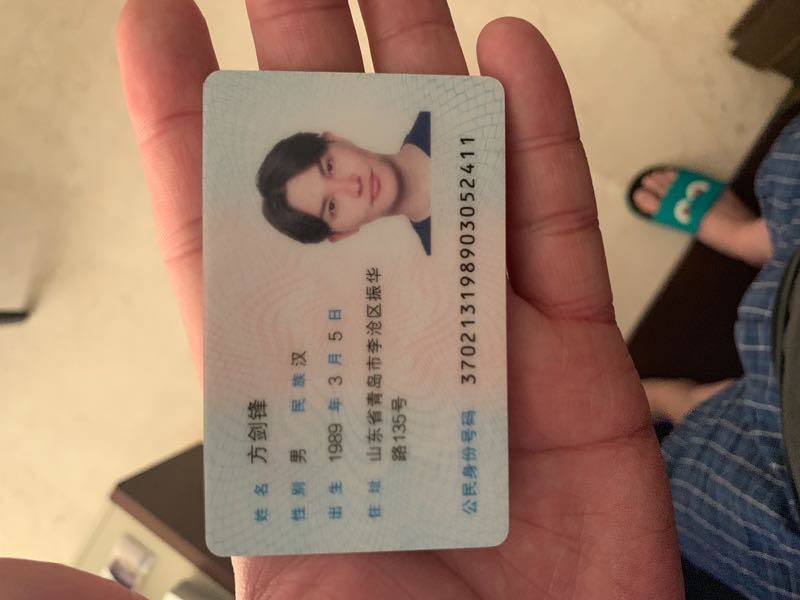 姓名 方剑锋
性别 男 民族 汉
出生 1989 年 3 月 5 日
住址 山东省青岛市李沧区振华
路135号
公民身份号码 370213198903052411